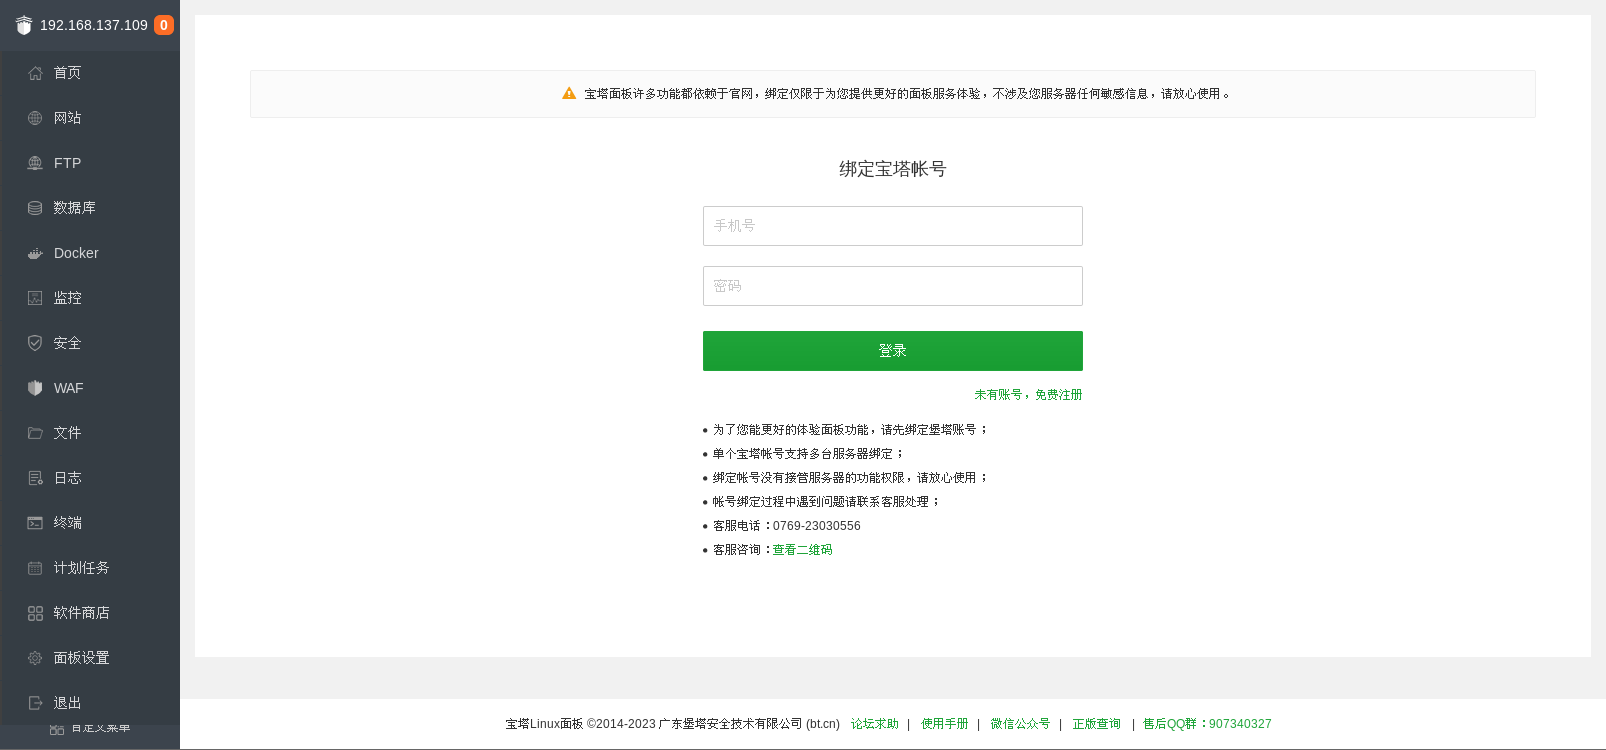 192.168.137.109 0
首页
网站
FTP
数据库
Docker
监控
安全
WAF
文件
日志
终端
计划任务
软件商店
面板设置
退出
自定义菜单
宝塔面板许多功能都依赖于官网，绑定仅限于为您提供更好的面板服务体验，不涉及您服务器任何敏感信息，请放心使用。
绑定宝塔帐号
手机号
密码
登录
未有账号，免费注册
为了您能更好的体验面板功能，请先绑定堡塔账号；
单个宝塔帐号支持多台服务器绑定；
绑定帐号没有接管服务器的功能权限，请放心使用；
帐号绑定过程中遇到问题请联系客服处理；
客服电话：0769-23030556
客服咨询：查看二维码
宝塔Linux面板 ©2014-2023 广东堡塔安全技术有限公司 (bt.cn) 论坛求助 | 使用手册 | 微信公众号 | 正版查询 | 售后QQ群：907340327